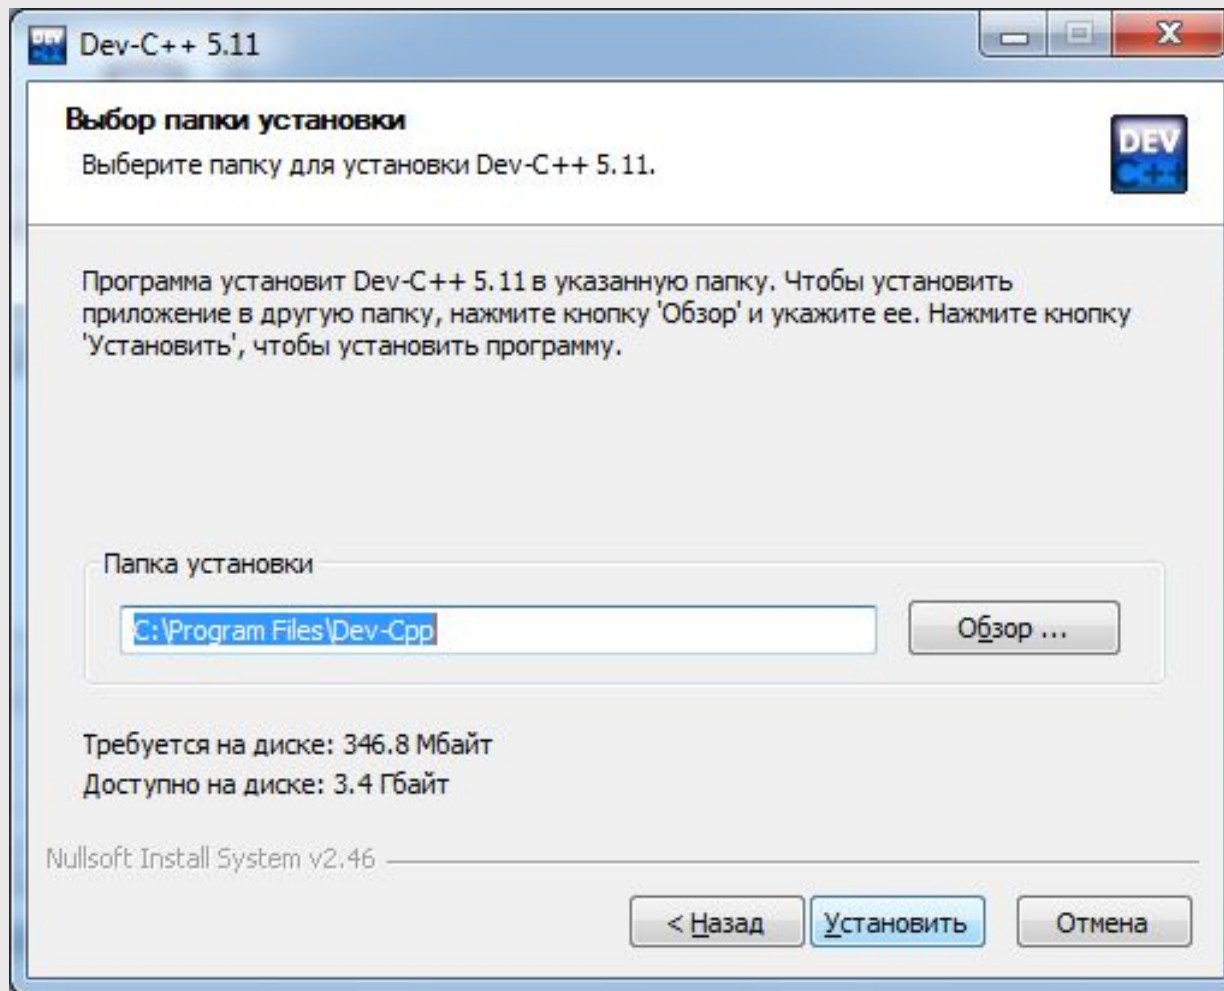 DEV C++
Dev-C++ 5.11
Выбор папки установки
Выберите папку для установки Dev-C++ 5.11.
DEV
C++
Программа установит Dev-C++ 5.11 в указанную папку. Чтобы установить
приложение в другую папку, нажмите кнопку 'Обзор' и укажите ее. Нажмите кнопку
'Установить', чтобы установить программу.
Папка установки
C:\Program Files\Dev-Cpp
Обзор ...
Требуется на диске: 346.8 Мбайт
Доступно на диске: 3.4 Гбайт
Nullsoft Install System v2.46
< Назад
Установить
Отмена